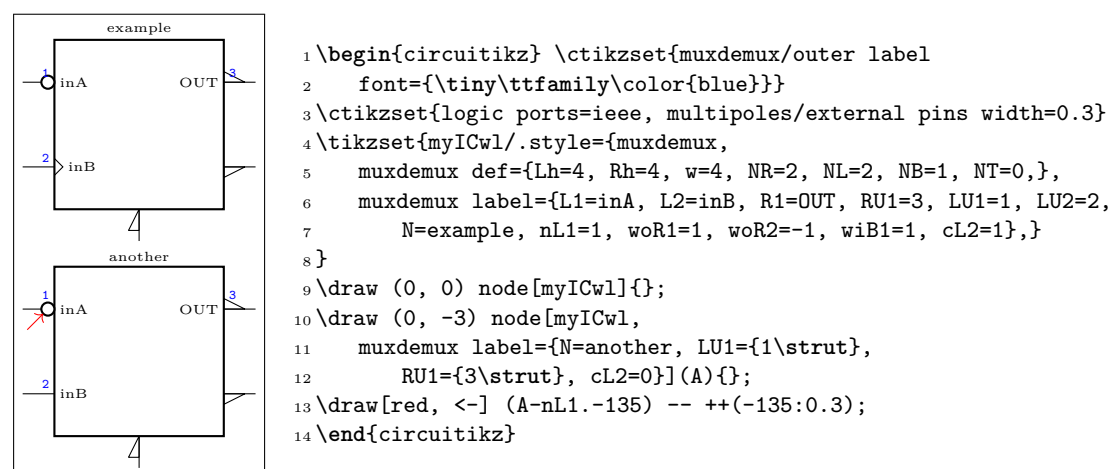 example
1 3
inA OUT
2
inB
another
1 3
inA OUT
2
inB
1 \begin{circuitikz} \ctikzset{muxdemux/outer label
2 font={\tiny\ttfamily\color{blue}}}
3 \ctikzset{logic ports=ieee, multipoles/external pins width=0.3}
4 \tikzset{myICwl/.style={muxdemux,
5 muxdemux def={Lh=4, Rh=4, w=4, NR=2, NL=2, NB=1, NT=0,},
6 muxdemux label={L1=inA, L2=inB, R1=OUT, RU1=3, LU1=1, LU2=2,
7 N=example, nL1=1, woR1=1, woR2=-1, wiB1=1, cL2=1},}
8 }
9 \draw (0, 0) node[myICwl]{};
10 \draw (0, -3) node[myICwl,
11 muxdemux label={N=another, LU1={1\strut},
12 RU1={3\strut}, cL2=0}](A){};
13 \draw[red, <-] (A-nL1.-135) -- ++(-135:0.3);
14 \end{circuitikz}